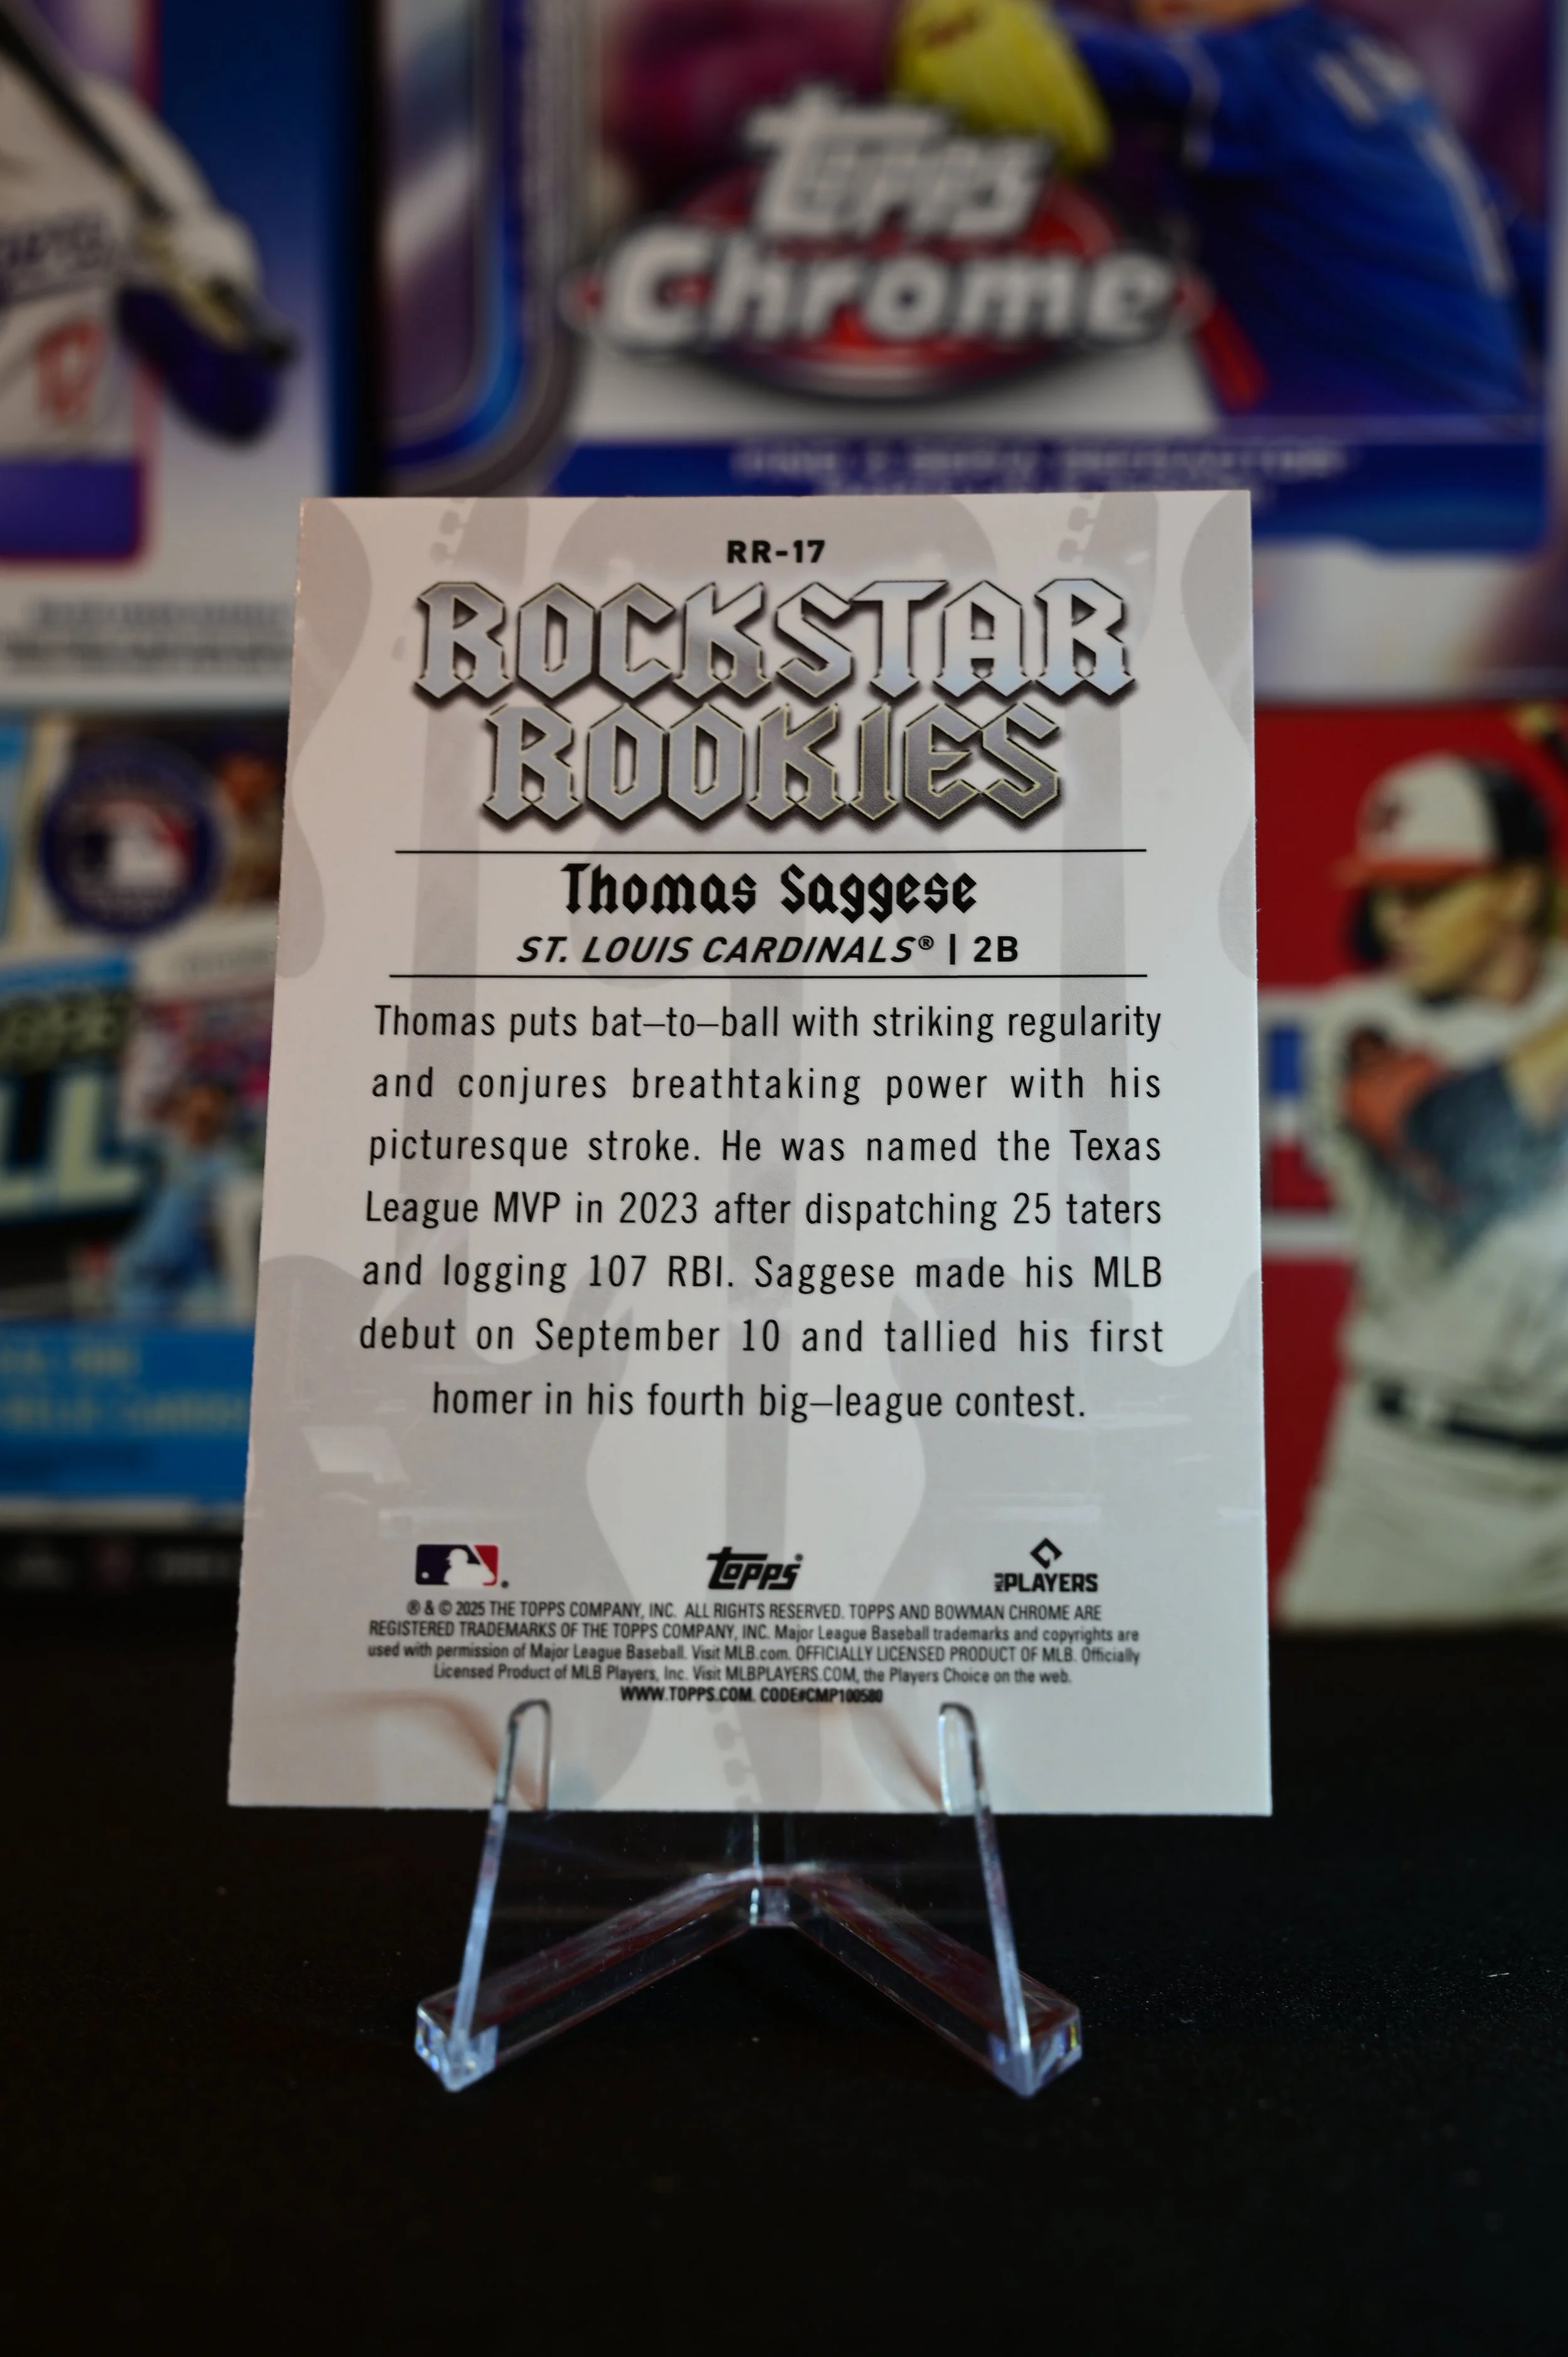 Topps
Chrome
RR-17
ROCKSTAR
ROOKIES
Thomas Saggese
ST. LOUIS CARDINALS® | 2B
Thomas puts bat–to–ball with striking regularity
and conjures breathtaking power with his
picturesque stroke. He was named the Texas
League MVP in 2023 after dispatching 25 taters
and logging 107 RBI. Saggese made his MLB
debut on September 10 and tallied his first
homer in his fourth big–league contest.
Topps®
MLB PLAYERS
® & © 2025 THE TOPPS COMPANY, INC. ALL RIGHTS RESERVED. TOPPS AND BOWMAN CHROME ARE
REGISTERED TRADEMARKS OF THE TOPPS COMPANY, INC. Major League Baseball trademarks and copyrights are
used with permission of Major League Baseball. Visit MLB.com. OFFICIALLY LICENSED PRODUCT OF MLB. Officially
Licensed Product of MLB Players, Inc. Visit MLBPLAYERS.COM, the Players Choice on the web.
WWW.TOPPS.COM. CODE#CMP100580